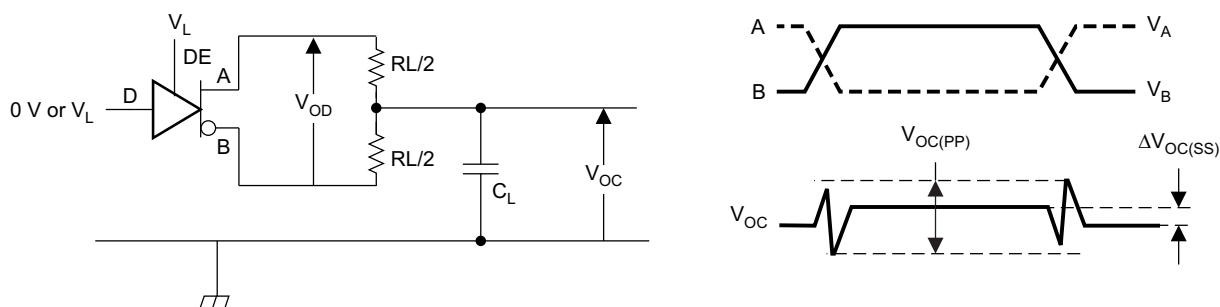 V_L
DE
D
A
0 V or V_L
B
V_OD
RL/2
RL/2
C_L
V_OC
A
B
V_A
V_B
V_OC(PP)
ΔV_OC(SS)
V_OC